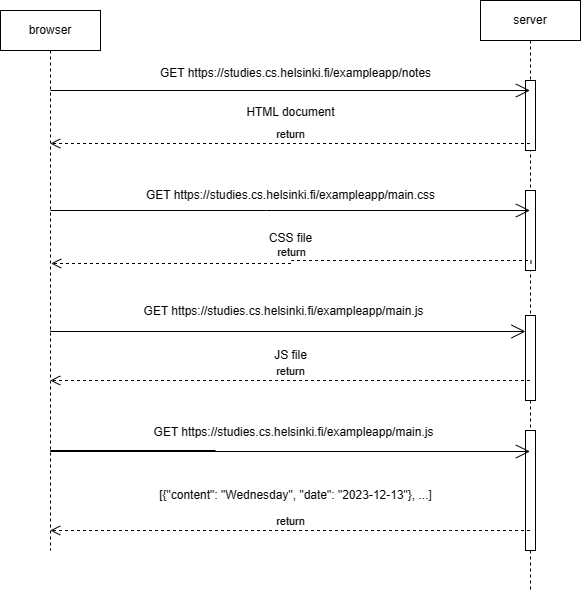 browser
server
GET https://studies.cs.helsinki.fi/exampleapp/notes
HTML document
return
GET https://studies.cs.helsinki.fi/exampleapp/main.css
CSS file
return
GET https://studies.cs.helsinki.fi/exampleapp/main.js
JS file
return
GET https://studies.cs.helsinki.fi/exampleapp/main.js
[{"content": "Wednesday", "date": "2023-12-13"}, ...]
return